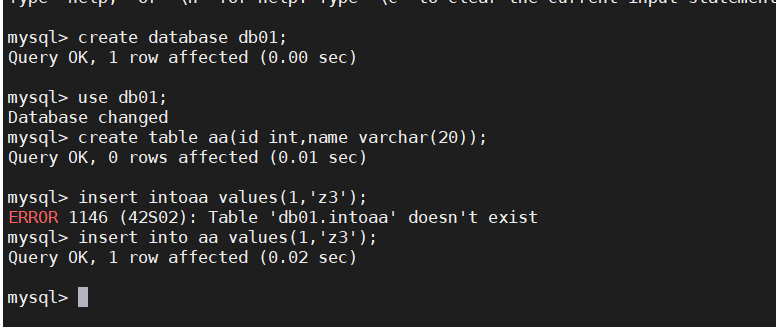 Type 'help;' or '\h' for help. Type '\c' to clear the current input statement
mysql> create database db01;
Query OK, 1 row affected (0.00 sec)
mysql> use db01;
Database changed
mysql> create table aa(id int,name varchar(20));
Query OK, 0 rows affected (0.01 sec)
mysql> insert intoaa values(1,'z3');
ERROR 1146 (42S02): Table 'db01.intoaa' doesn't exist
mysql> insert into aa values(1,'z3');
Query OK, 1 row affected (0.02 sec)
mysql>